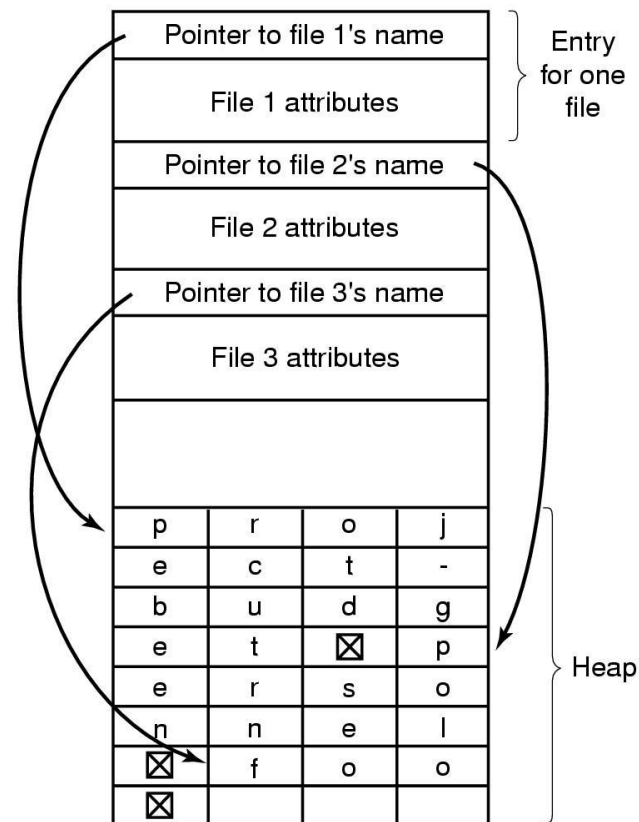 Pointer to file 1's name
Entry
for one
file
File 1 attributes
Pointer to file 2's name
File 2 attributes
Pointer to file 3's name
File 3 attributes
p r o j
e c t -
b u d g
e t ☒ p
e r s o
n n e l
☒ f o o
☒
Heap